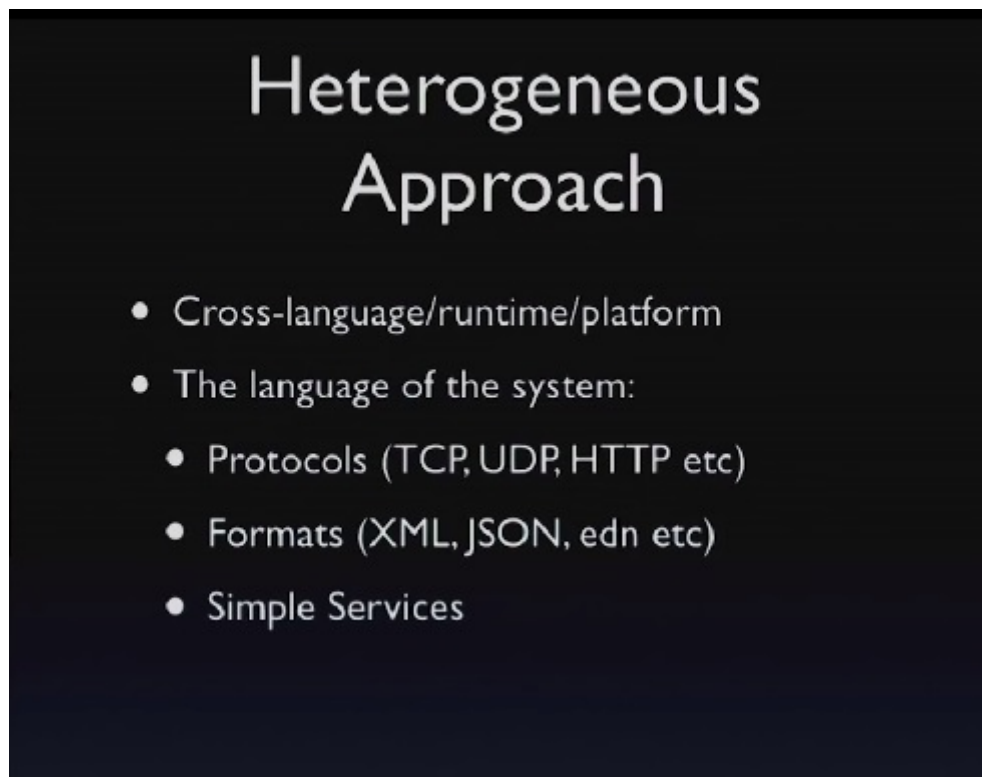 Heterogeneous
Approach
• Cross-language/runtime/platform
• The language of the system:
• Protocols (TCP, UDP, HTTP etc)
• Formats (XML, JSON, edn etc)
• Simple Services